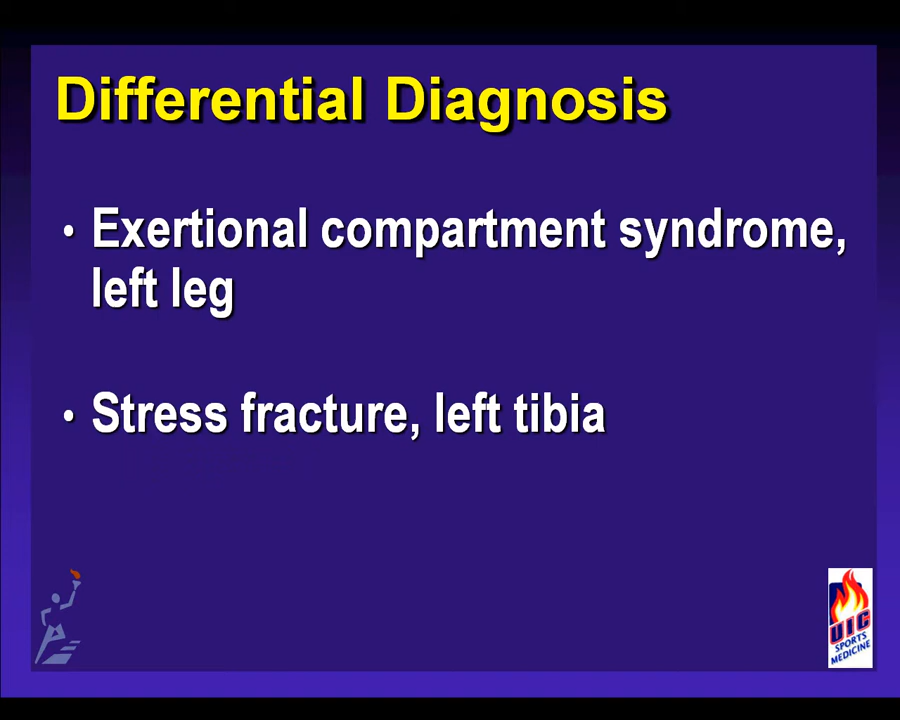 Differential Diagnosis
• Exertional compartment syndrome,
left leg
• Stress fracture, left tibia
UIC
SPORTS
MEDICINE